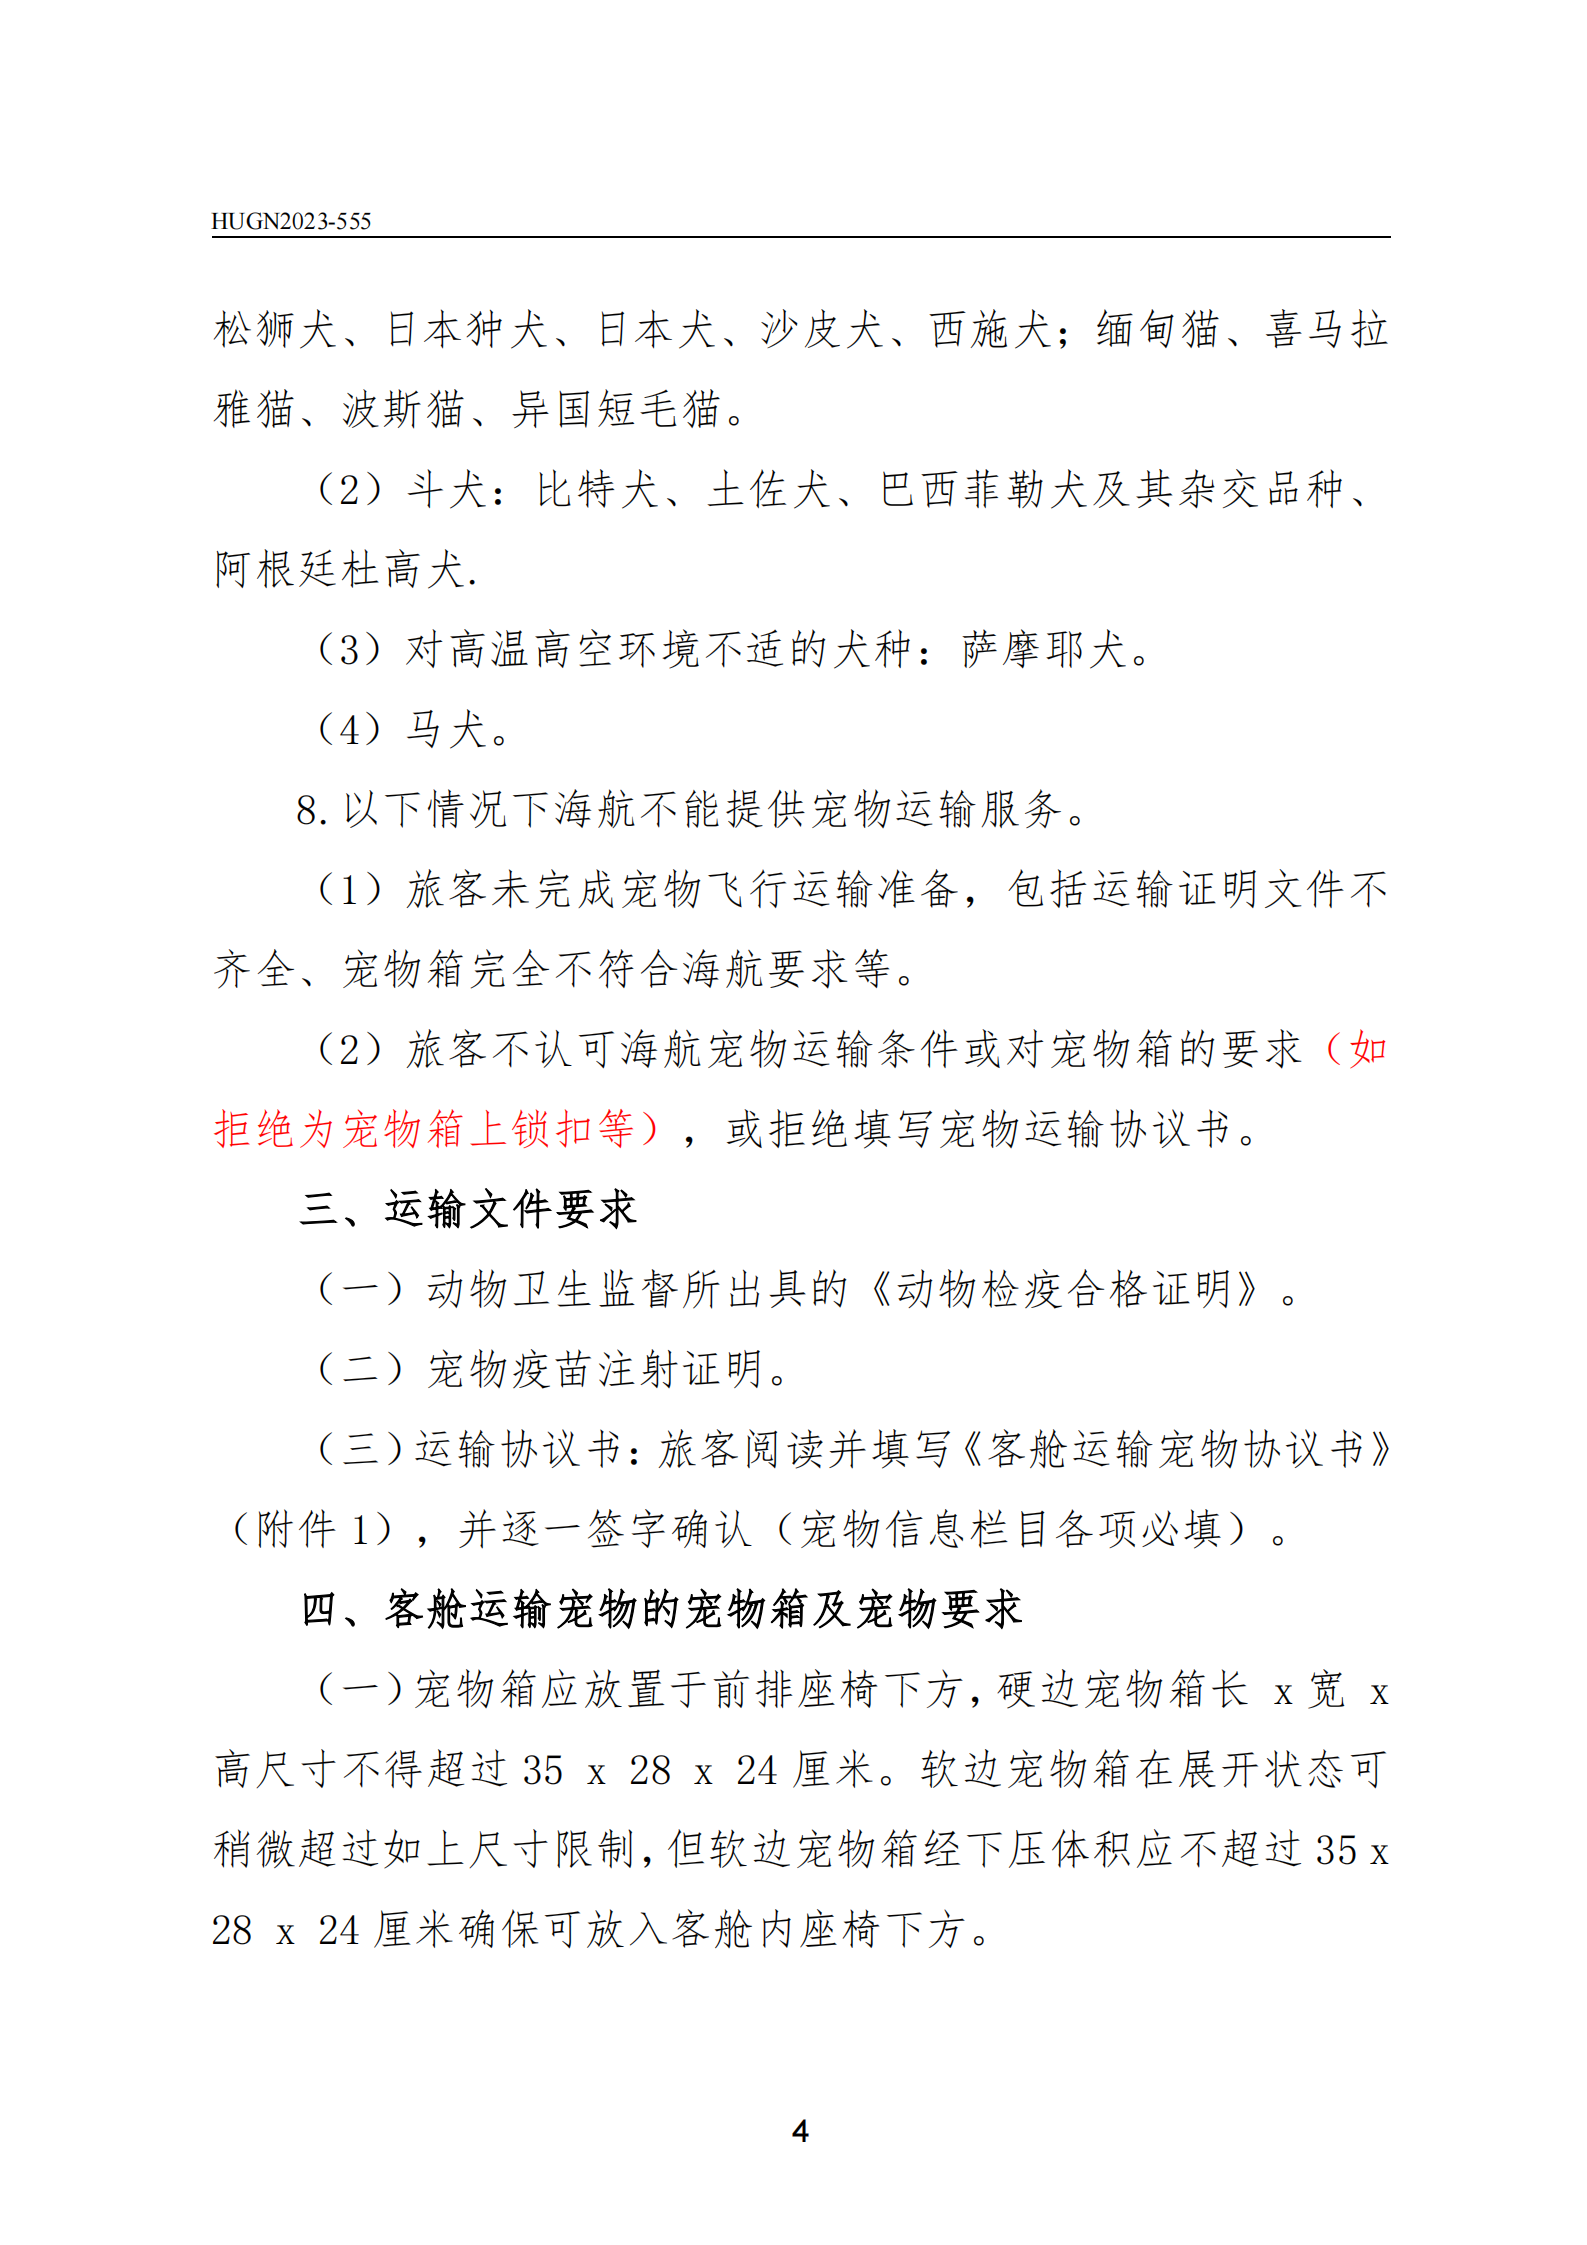 HUGN2023-555
松狮犬、日本狆犬、日本犬、沙皮犬、西施犬；缅甸猫、喜马拉
雅猫、波斯猫、异国短毛猫。
（2）斗犬：比特犬、土佐犬、巴西菲勒犬及其杂交品种、
阿根廷杜高犬.
（3）对高温高空环境不适的犬种：萨摩耶犬。
（4）马犬。
8.以下情况下海航不能提供宠物运输服务。
（1）旅客未完成宠物飞行运输准备，包括运输证明文件不
齐全、宠物箱完全不符合海航要求等。
（2）旅客不认可海航宠物运输条件或对宠物箱的要求（如
拒绝为宠物箱上锁扣等），或拒绝填写宠物运输协议书。
三、运输文件要求
（一）动物卫生监督所出具的《动物检疫合格证明》。
（二）宠物疫苗注射证明。
（三）运输协议书：旅客阅读并填写《客舱运输宠物协议书》
（附件 1），并逐一签字确认（宠物信息栏目各项必填）。
四、客舱运输宠物的宠物箱及宠物要求
（一）宠物箱应放置于前排座椅下方，硬边宠物箱长 x 宽 x
高尺寸不得超过 35 x 28 x 24 厘米。软边宠物箱在展开状态可
稍微超过如上尺寸限制，但软边宠物箱经下压体积应不超过 35 x
28 x 24 厘米确保可放入客舱内座椅下方。
4